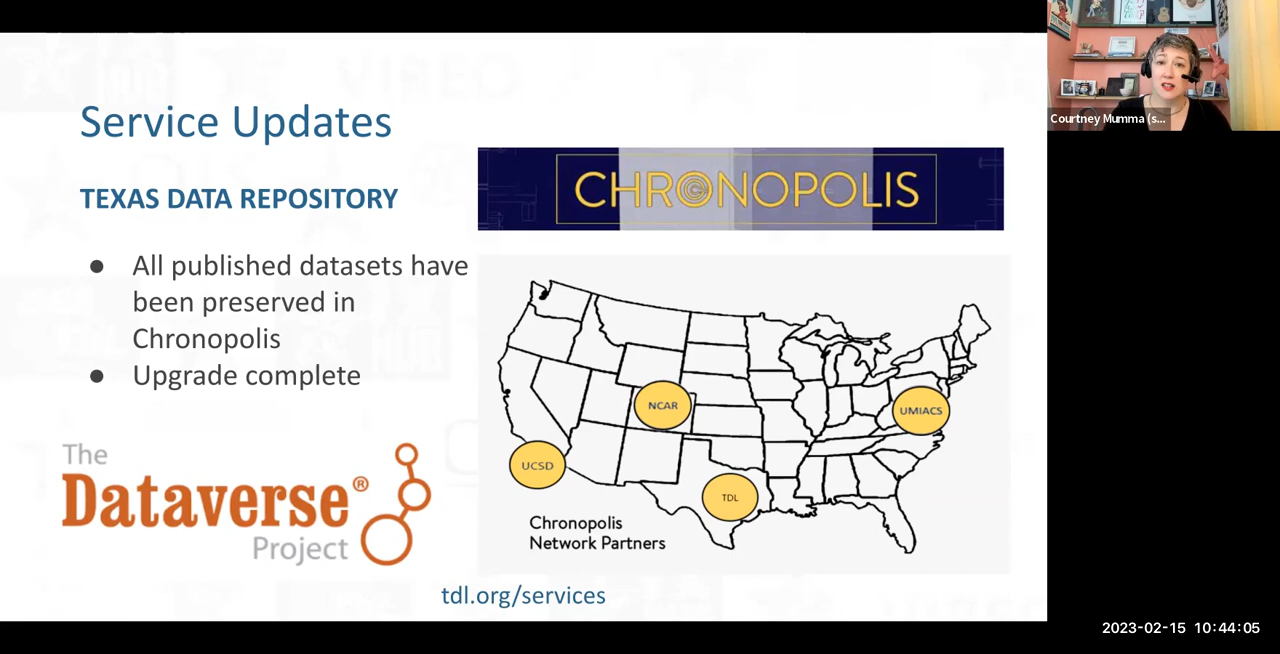 Service Updates
TEXAS DATA REPOSITORY
● All published datasets have
been preserved in
Chronopolis
● Upgrade complete
The
Dataverse®
Project
CHRONOPOLIS
NCAR
UMIACS
UCSD
TDL
Chronopolis
Network Partners
tdl.org/services
Courtney Mumma (s...
2023-02-15 10:44:05